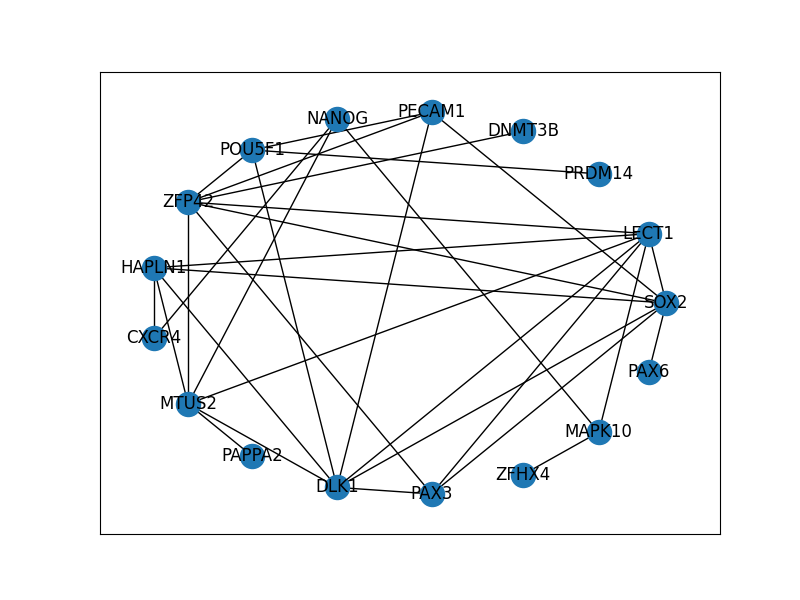 PECAM1
NANOG
DNMT3B
POU5F1
PRDM14
ZFP42
LECT1
HAPLN1
SOX2
CXCR4
PAX6
MTUS2
MAPK10
PAPPA2
ZFHX4
DLK1
PAX3